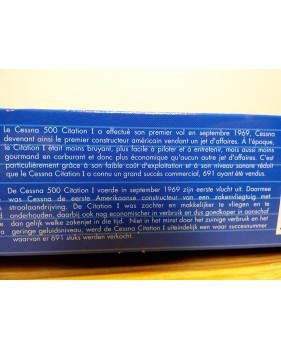 Le Cessna 500 Citation I a effectué son premier vol en septembre 1969, Cessna
devenant ainsi le premier constructeur américain vendant un jet d'affaires. À l'époque,
le Citation I était moins bruyant, plus facile à piloter et à entretenir, mais aussi moins
gourmand en carburant et donc plus économique qu'aucun autre jet d'affaires. C'est
particulièrement grâce à son faible coût d'exploitation et à son niveau sonore réduit
que le Citation I a connu un grand succès commercial, 691 ayant été vendus.
De Cessna 500 Citation I voerde in september 1969 zijn eerste vlucht uit. Daarmee
was Cessna de eerste Amerikaanse constructeur van een zakenvliegtuig met
straalaandrijving. De Citation I was zachter en makkelijker te vliegen en te
onderhouden, daarbij ook nog economischer in verbruik en dus goedkoper in aanschaf
dan gelijk welke zakenjet in die tijd. Niet in het minst door het zuinige verbruik en het
geringe geluidsniveau, werd de Cessna Citation I uiteindelijk een waar succesnummer
waarvan er 691 stuks werden verkocht.